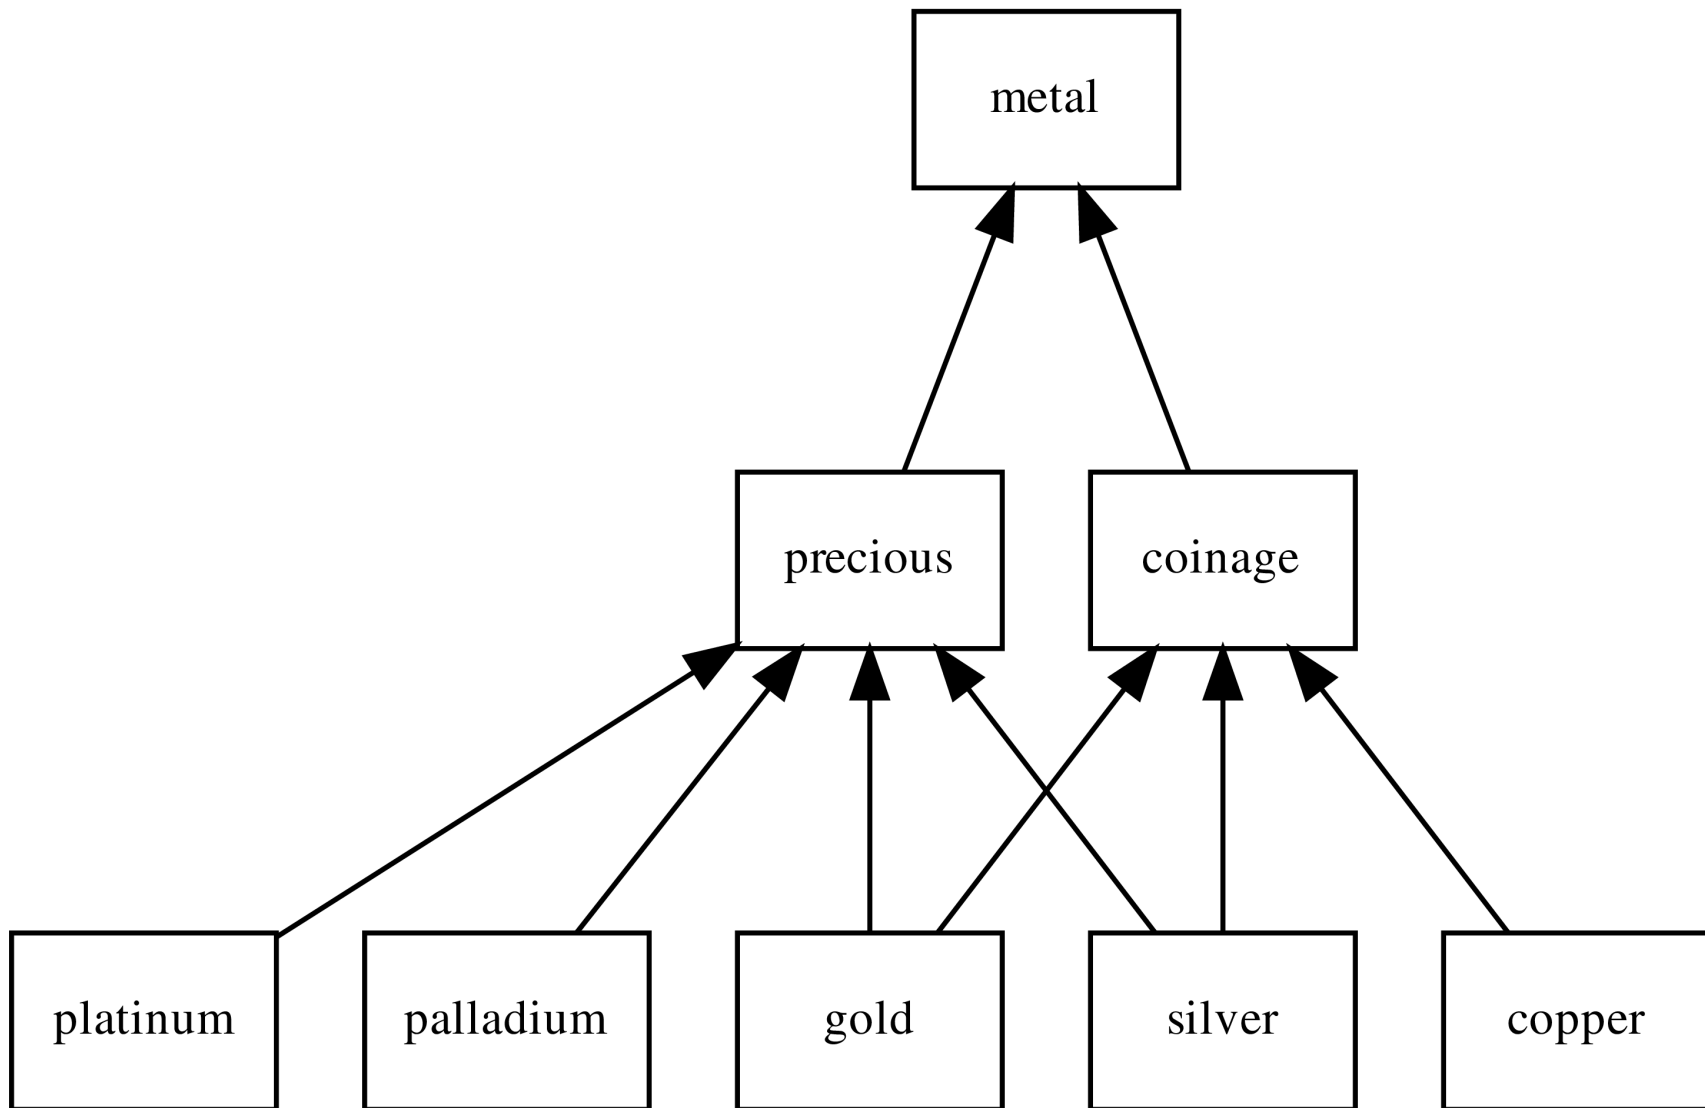 metal
precious
coinage
platinum
palladium
gold
silver
copper